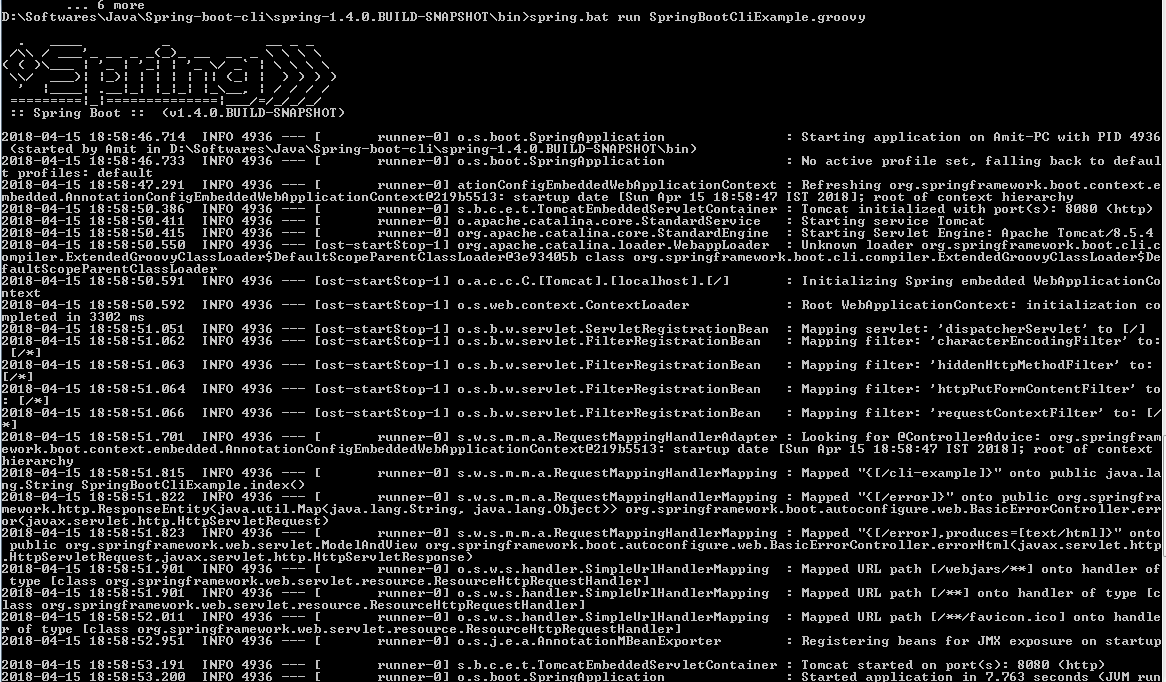 ... 6 more
D:\Softwares\Java\Spring-boot-cli\spring-1.4.0.BUILD-SNAPSHOT\bin>spring.bat run SpringBootCliExample.groovy
Spring
:: Spring Boot ::  (v1.4.0.BUILD-SNAPSHOT)
2018-04-15 18:58:46.714  INFO 4936 --- [       runner-0] o.s.boot.SpringApplication               : Starting application on Amit-PC with PID 4936
 (started by Amit in D:\Softwares\Java\Spring-boot-cli\spring-1.4.0.BUILD-SNAPSHOT\bin)
2018-04-15 18:58:46.733  INFO 4936 --- [       runner-0] o.s.boot.SpringApplication               : No active profile set, falling back to defaul
t profiles: default
2018-04-15 18:58:47.291  INFO 4936 --- [       runner-0] ationConfigEmbeddedWebApplicationContext : Refreshing org.springframework.boot.context.e
mbedded.AnnotationConfigEmbeddedWebApplicationContext@219b5513: startup date [Sun Apr 15 18:58:47 IST 2018]; root of context hierarchy
2018-04-15 18:58:50.386  INFO 4936 --- [       runner-0] s.b.c.e.t.TomcatEmbeddedServletContainer : Tomcat initialized with port(s): 8080 (http)
2018-04-15 18:58:50.411  INFO 4936 --- [       runner-0] o.apache.catalina.core.StandardService   : Starting service Tomcat
2018-04-15 18:58:50.415  INFO 4936 --- [       runner-0] org.apache.catalina.core.StandardEngine  : Starting Servlet Engine: Apache Tomcat/8.5.4
2018-04-15 18:58:50.550  INFO 4936 --- [ost-startStop-1] org.apache.catalina.loader.WebappLoader  : Unknown loader org.springframework.boot.cli.c
ompiler.ExtendedGroovyClassLoader$DefaultScopeParentClassLoader@3e93405b class org.springframework.boot.cli.compiler.ExtendedGroovyClassLoader$De
faultScopeParentClassLoader
2018-04-15 18:58:50.591  INFO 4936 --- [ost-startStop-1] o.a.c.c.C.[Tomcat].[localhost].[/]       : Initializing Spring embedded WebApplicationCo
ntext
2018-04-15 18:58:50.592  INFO 4936 --- [ost-startStop-1] o.s.web.context.ContextLoader            : Root WebApplicationContext: initialization co
mpleted in 3302 ms
2018-04-15 18:58:51.051  INFO 4936 --- [ost-startStop-1] o.s.b.w.servlet.ServletRegistrationBean  : Mapping servlet: 'dispatcherServlet' to [/]
2018-04-15 18:58:51.062  INFO 4936 --- [ost-startStop-1] o.s.b.w.servlet.FilterRegistrationBean   : Mapping filter: 'characterEncodingFilter' to:
 [/*]
2018-04-15 18:58:51.063  INFO 4936 --- [ost-startStop-1] o.s.b.w.servlet.FilterRegistrationBean   : Mapping filter: 'hiddenHttpMethodFilter' to:
[/*]
2018-04-15 18:58:51.064  INFO 4936 --- [ost-startStop-1] o.s.b.w.servlet.FilterRegistrationBean   : Mapping filter: 'httpPutFormContentFilter' to
: [/*]
2018-04-15 18:58:51.066  INFO 4936 --- [ost-startStop-1] o.s.b.w.servlet.FilterRegistrationBean   : Mapping filter: 'requestContextFilter' to: [/
*]
2018-04-15 18:58:51.701  INFO 4936 --- [       runner-0] s.w.s.m.m.a.RequestMappingHandlerAdapter : Looking for @ControllerAdvice: org.springfram
ework.boot.context.embedded.AnnotationConfigEmbeddedWebApplicationContext@219b5513: startup date [Sun Apr 15 18:58:47 IST 2018]; root of context
hierarchy
2018-04-15 18:58:51.815  INFO 4936 --- [       runner-0] s.w.s.m.m.a.RequestMappingHandlerMapping : Mapped "{[/cli-example]}" onto public java.la
ng.String SpringBootCliExample.index()
2018-04-15 18:58:51.822  INFO 4936 --- [       runner-0] s.w.s.m.m.a.RequestMappingHandlerMapping : Mapped "{[/error]}" onto public org.springfra
mework.http.ResponseEntity<java.util.Map<java.lang.String, java.lang.Object>> org.springframework.boot.autoconfigure.web.BasicErrorController.err
or(javax.servlet.http.HttpServletRequest)
2018-04-15 18:58:51.823  INFO 4936 --- [       runner-0] s.w.s.m.m.a.RequestMappingHandlerMapping : Mapped "{[/error],produces=[text/html]}" onto
 public org.springframework.web.servlet.ModelAndView org.springframework.boot.autoconfigure.web.BasicErrorController.errorHtml(javax.servlet.http
.HttpServletRequest,javax.servlet.http.HttpServletResponse)
2018-04-15 18:58:51.901  INFO 4936 --- [       runner-0] o.s.w.s.handler.SimpleUrlHandlerMapping  : Mapped URL path [/webjars/**] onto handler of
 type [class org.springframework.web.servlet.resource.ResourceHttpRequestHandler]
2018-04-15 18:58:51.901  INFO 4936 --- [       runner-0] o.s.w.s.handler.SimpleUrlHandlerMapping  : Mapped URL path [/**] onto handler of type [c
lass org.springframework.web.servlet.resource.ResourceHttpRequestHandler]
2018-04-15 18:58:52.011  INFO 4936 --- [       runner-0] o.s.w.s.handler.SimpleUrlHandlerMapping  : Mapped URL path [/**/favicon.ico] onto handle
r of type [class org.springframework.web.servlet.resource.ResourceHttpRequestHandler]
2018-04-15 18:58:52.951  INFO 4936 --- [       runner-0] o.s.j.e.a.AnnotationMBeanExporter        : Registering beans for JMX exposure on startup
2018-04-15 18:58:53.191  INFO 4936 --- [       runner-0] s.b.c.e.t.TomcatEmbeddedServletContainer : Tomcat started on port(s): 8080 (http)
2018-04-15 18:58:53.200  INFO 4936 --- [       runner-0] o.s.boot.SpringApplication               : Started application in 7.763 seconds (JVM run